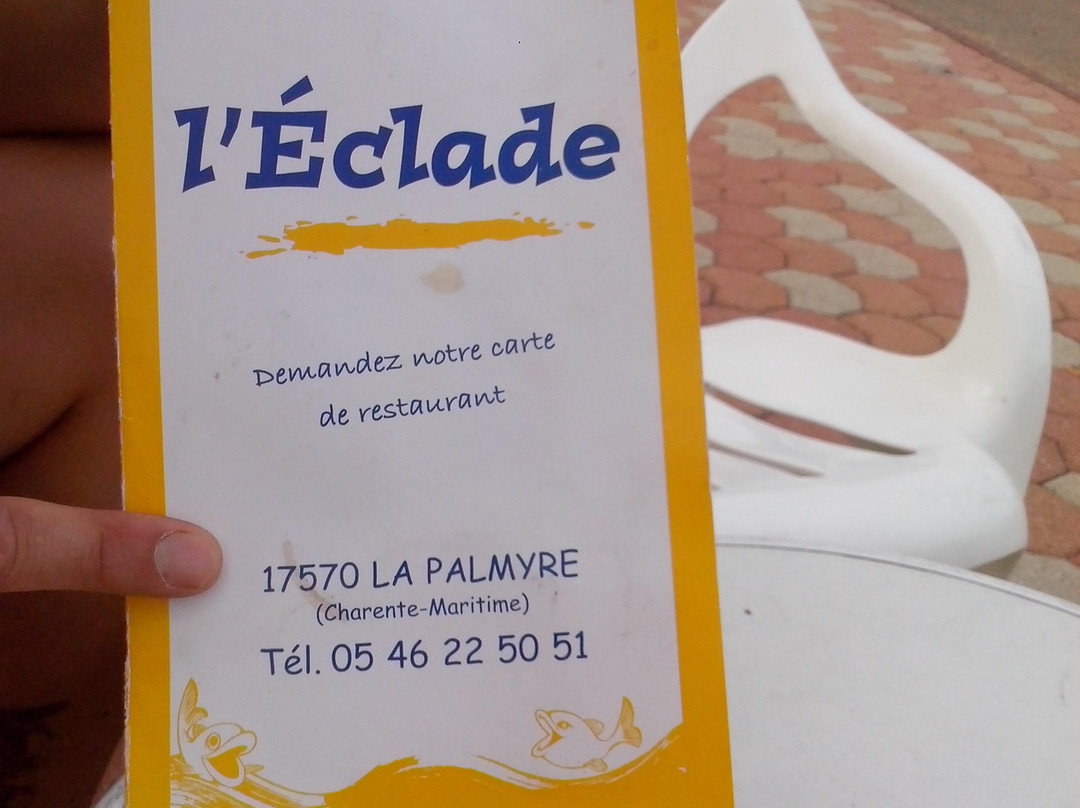 l'Éclade
Demandez notre carte
de restaurant
17570 LA PALMYRE
(Charente-Maritime)
Tél. 05 46 22 50 51